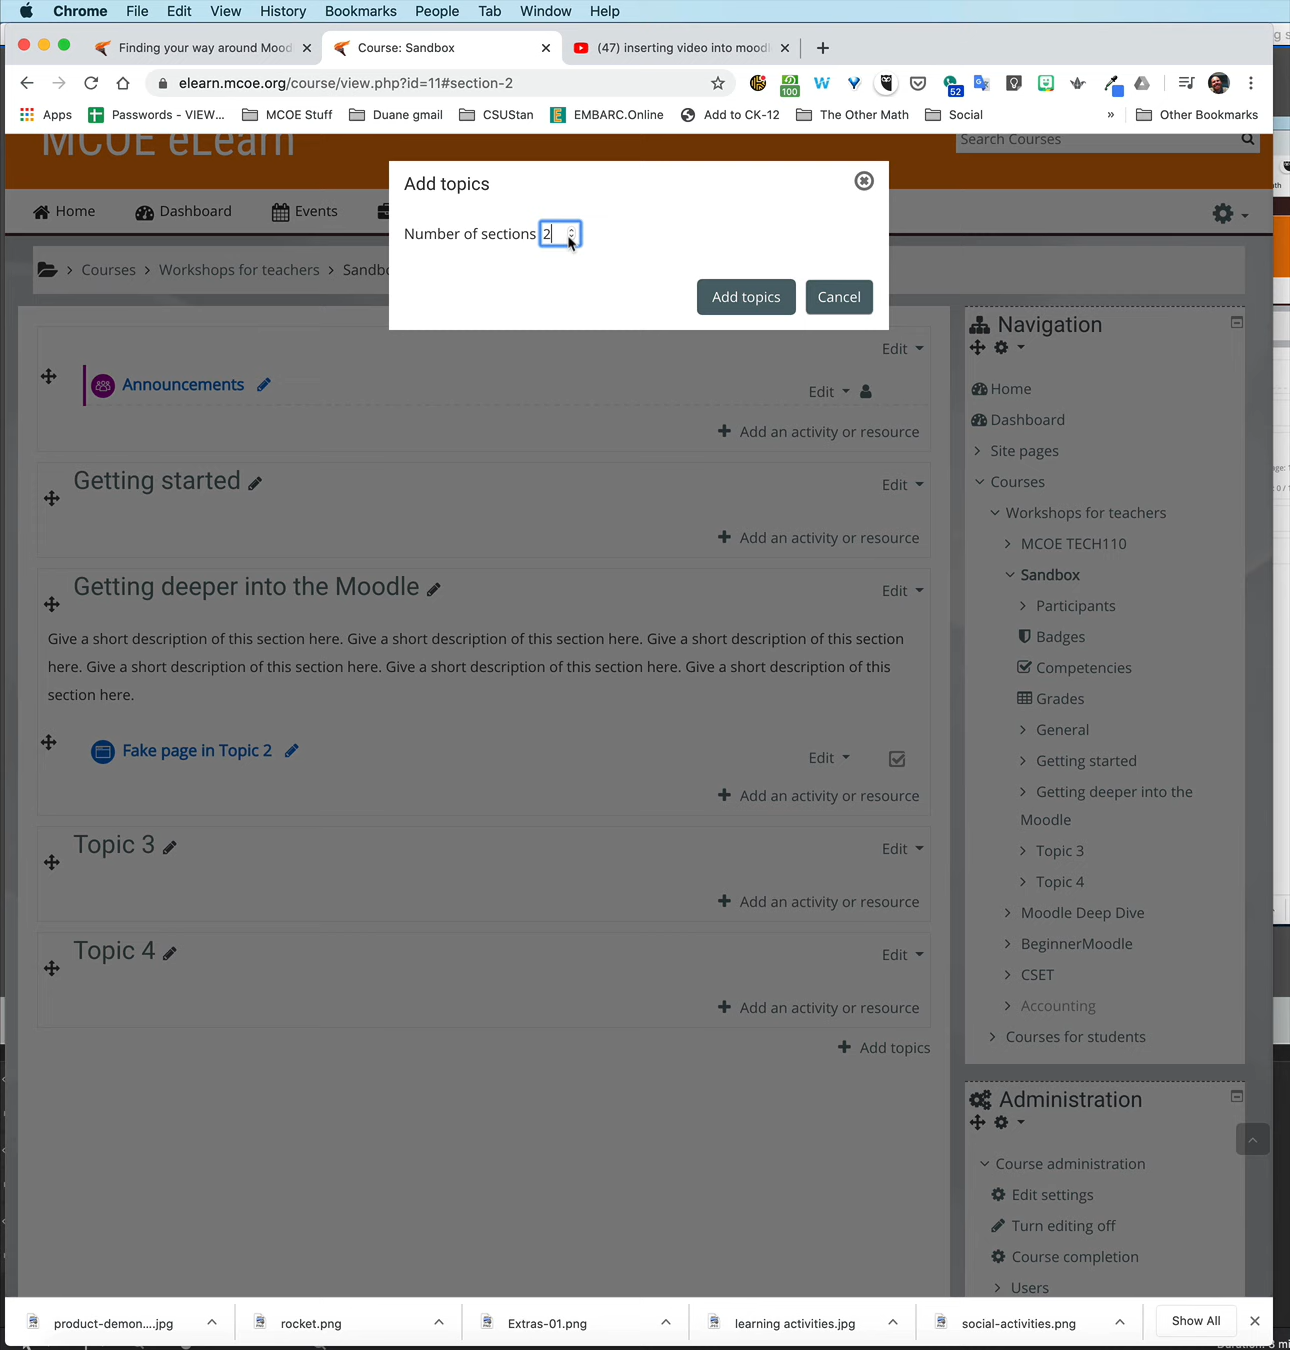 Chrome File Edit View History Bookmarks People Tab Window Help
Finding your way around Mood
Course: Sandbox
(47) inserting video into moodl
elearn.mcoe.org/course/view.php?id=11#section-2
100
52
Apps
Passwords - VIEW...
MCOE Stuff
Duane gmail
CSUStan
EMBARC.Online
Add to CK-12
The Other Math
Social
»
Other Bookmarks
MCOE eLearn
Search Courses
Add topics
Number of sections 2
Add topics
Cancel
Home
Dashboard
Events
Courses > Workshops for teachers > Sandbo
Edit
Announcements
Edit
Add an activity or resource
Getting started
Edit
Add an activity or resource
Getting deeper into the Moodle
Edit
Give a short description of this section here. Give a short description of this section here. Give a short description of this section
here. Give a short description of this section here. Give a short description of this section here. Give a short description of this
section here.
Fake page in Topic 2
Edit
Add an activity or resource
Topic 3
Edit
Add an activity or resource
Topic 4
Edit
Add an activity or resource
Add topics
Navigation
Home
Dashboard
Site pages
Courses
Workshops for teachers
MCOE TECH110
Sandbox
Participants
Badges
Competencies
Grades
General
Getting started
Getting deeper into the
Moodle
Topic 3
Topic 4
Moodle Deep Dive
BeginnerMoodle
CSET
Accounting
Courses for students
Administration
Course administration
Edit settings
Turn editing off
Course completion
Users
product-demon....jpg
rocket.png
Extras-01.png
learning activities.jpg
social-activities.png
Show All